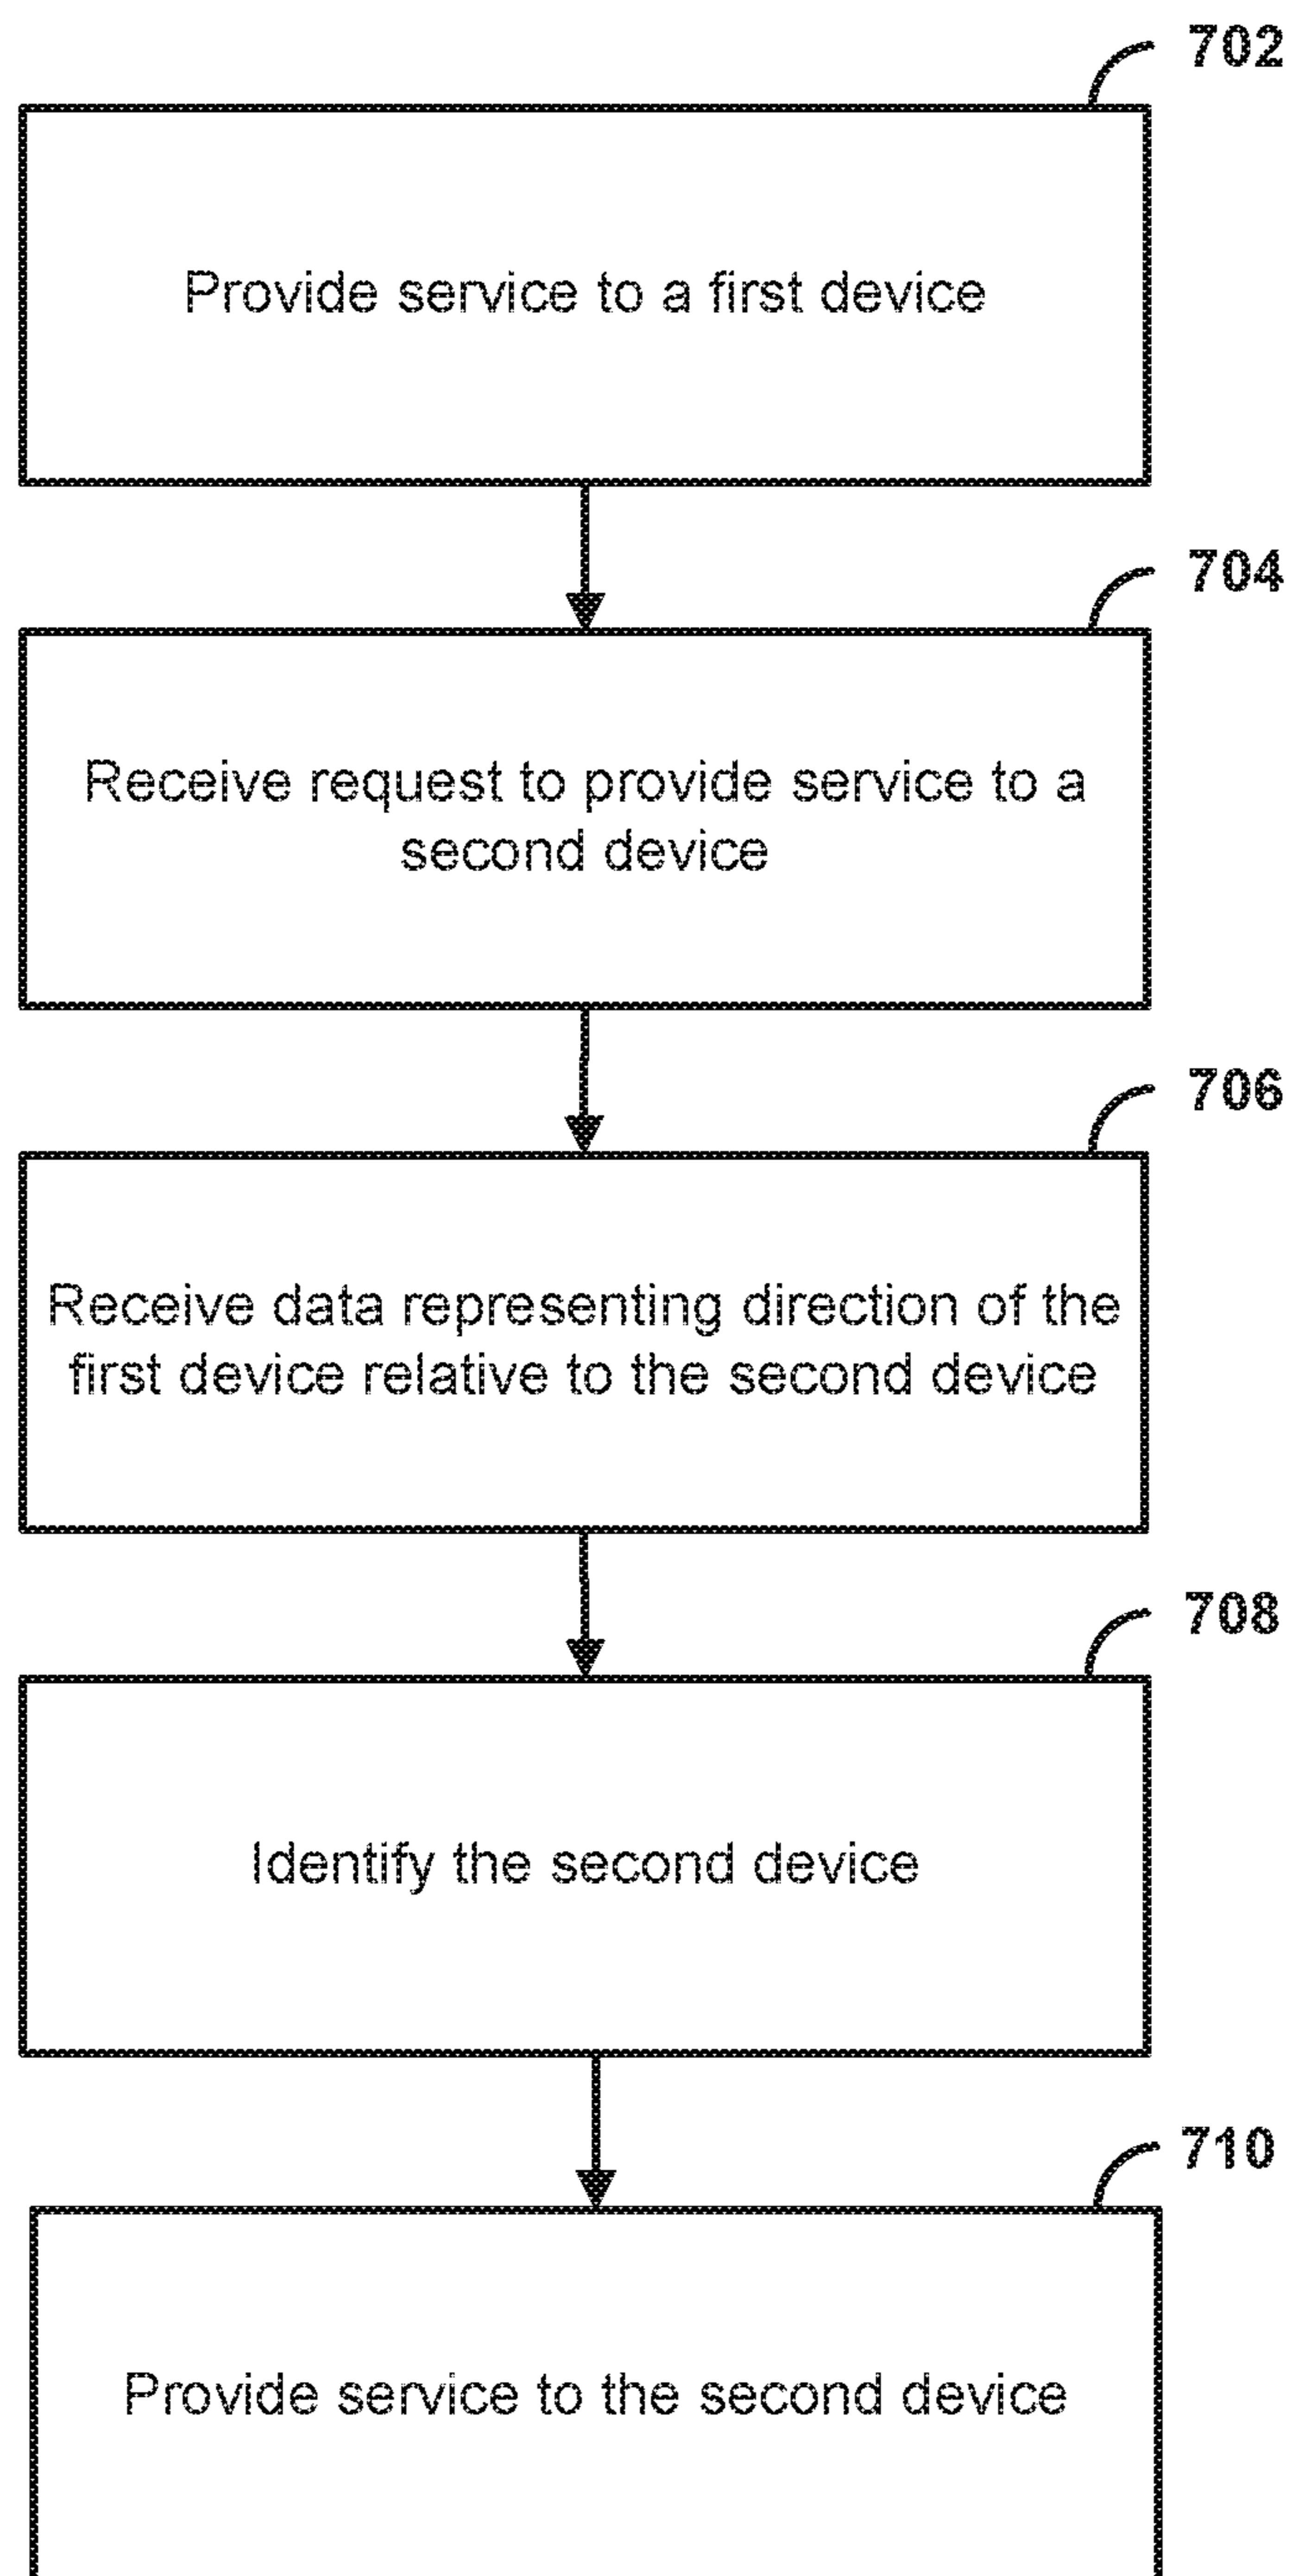 702
Provide service to a first device
704
Receive request to provide service to a
second device
706
Receive data representing direction of the
first device relative to the second device
708
Identify the second device
710
Provide service to the second device